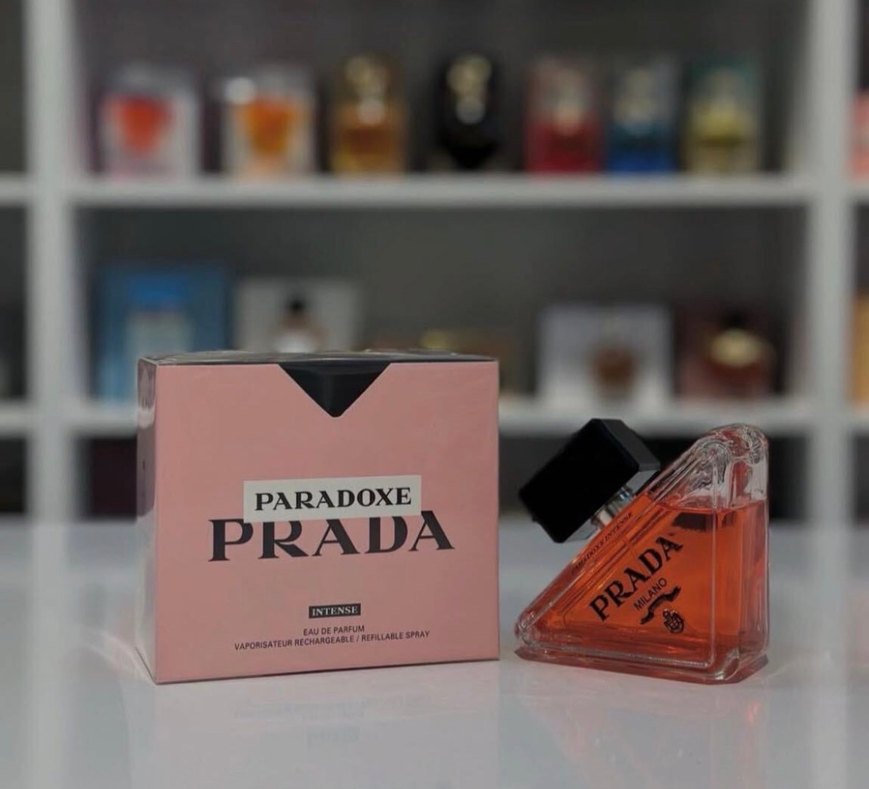 PARADOXE
PRADA
INTENSE
EAU DE PARFUM
VAPORISATEUR RECHARGEABLE / REFILLABLE SPRAY
PARADOXE INTENSE
PRADA
MILANO